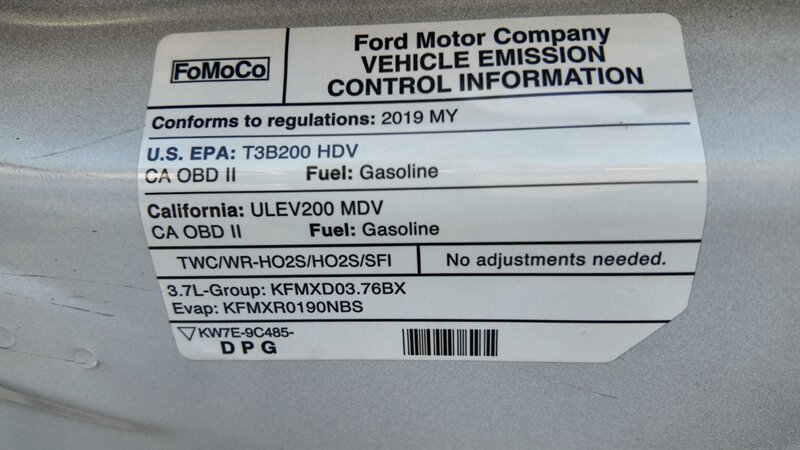 FoMoCo
Ford Motor Company
VEHICLE EMISSION
CONTROL INFORMATION
Conforms to regulations: 2019 MY
U.S. EPA: T3B200 HDV
CA OBD II Fuel: Gasoline
California: ULEV200 MDV
CA OBD II Fuel: Gasoline
TWC/WR-HO2S/HO2S/SFI No adjustments needed.
3.7L-Group: KFMXD03.76BX
Evap: KFMXR0190NBS
KW7E-9C485-
D P G